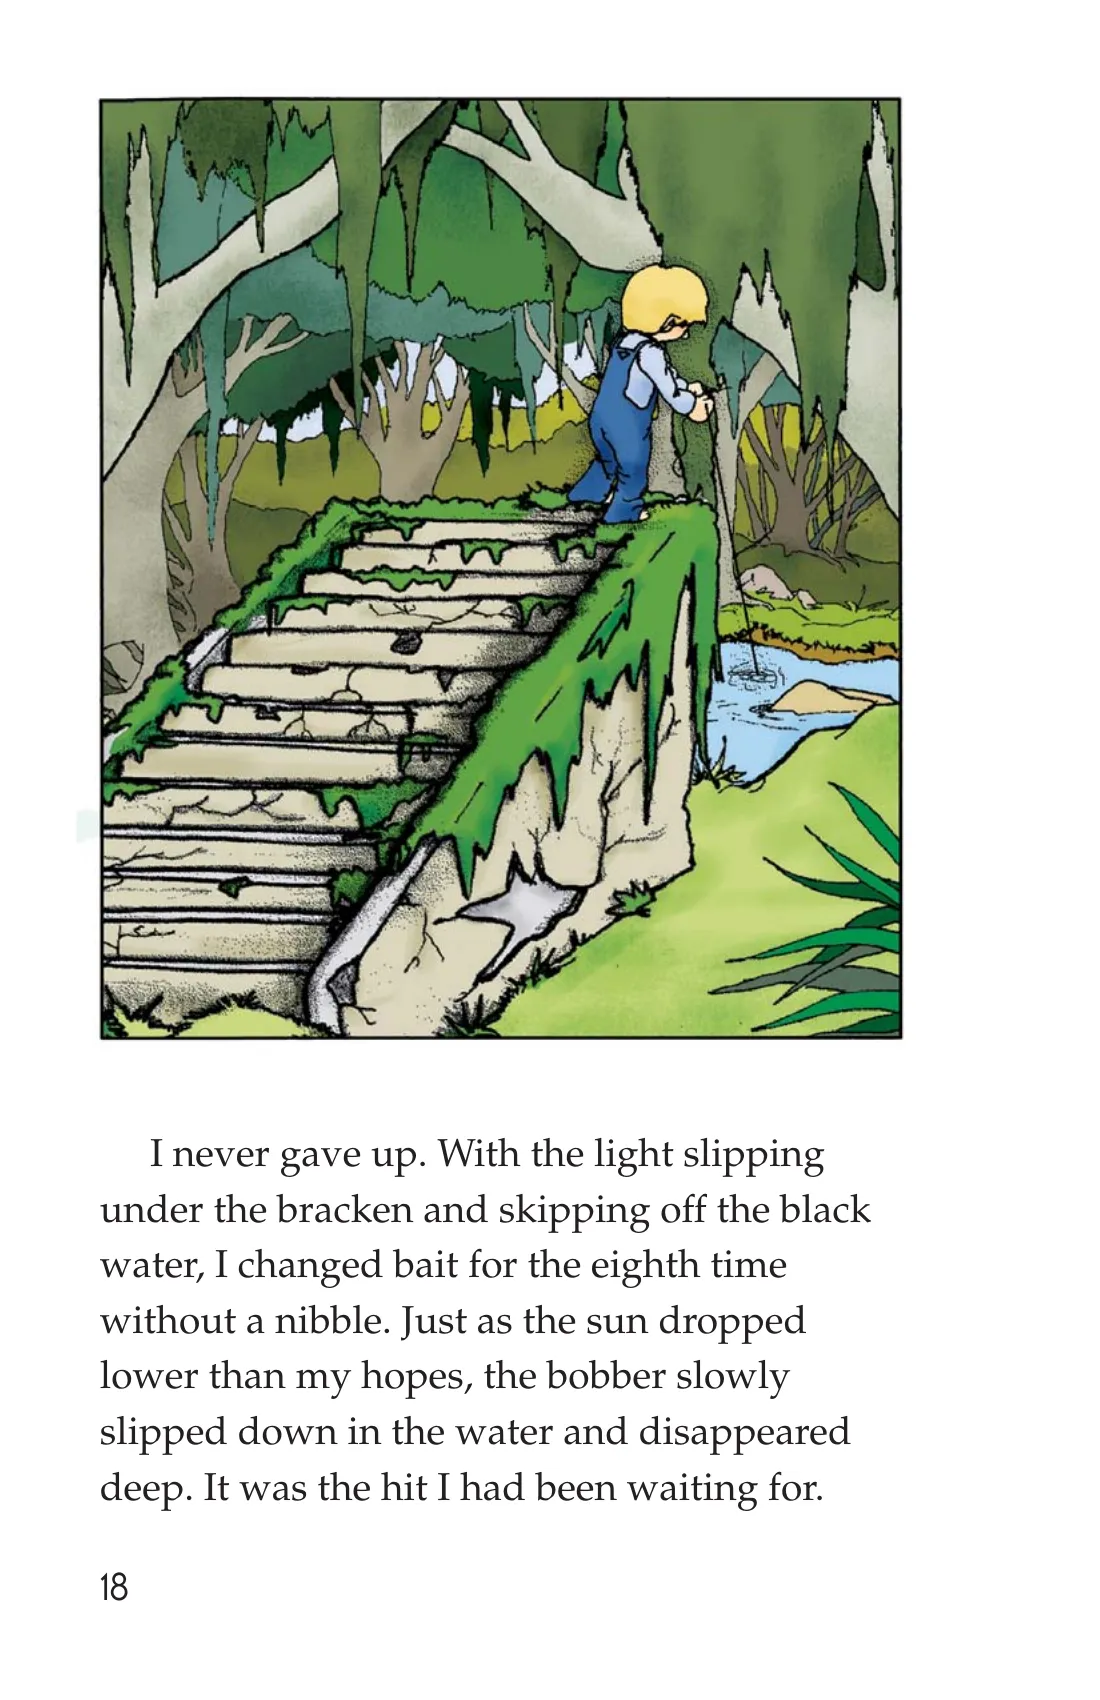 I never gave up. With the light slipping
under the bracken and skipping off the black
water, I changed bait for the eighth time
without a nibble. Just as the sun dropped
lower than my hopes, the bobber slowly
slipped down in the water and disappeared
deep. It was the hit I had been waiting for.
18